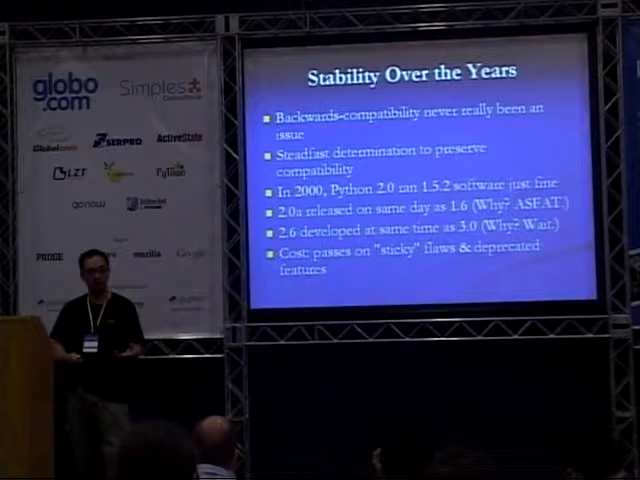 Stability Over the Years
Backwards-compatibility never really been an
issue
Steadfast determination to preserve
compatibility
In 2000, Python 2.0 ran 1.5.2 software just fine
2.0a released on same day as 1.6 (Why? ASFAT.)
2.6 developed at same time as 3.0 (Why? Wait.)
Cost: passes on "sticky" flaws & deprecated
features
globo
.com
Simples
SERPRO
ActiveState
LZT
Python
gonow
mozilla
Google